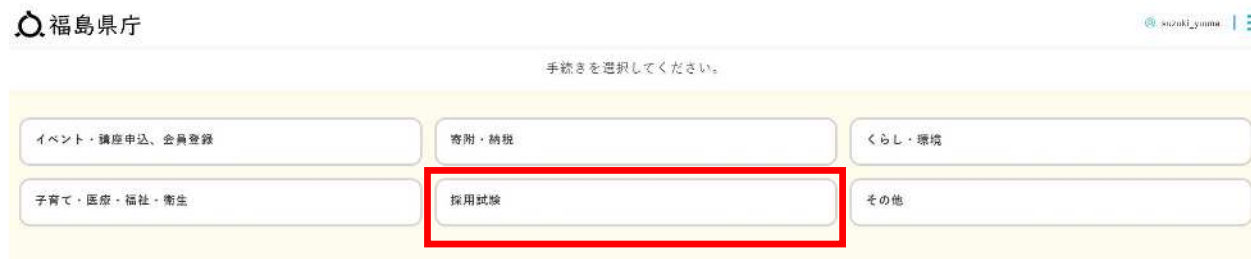 福島県庁
suzuki_yuuma
手続きを選択してください。
イベント・講座申込、会員登録
寄附・納税
くらし・環境
子育て・医療・福祉・衛生
採用試験
その他